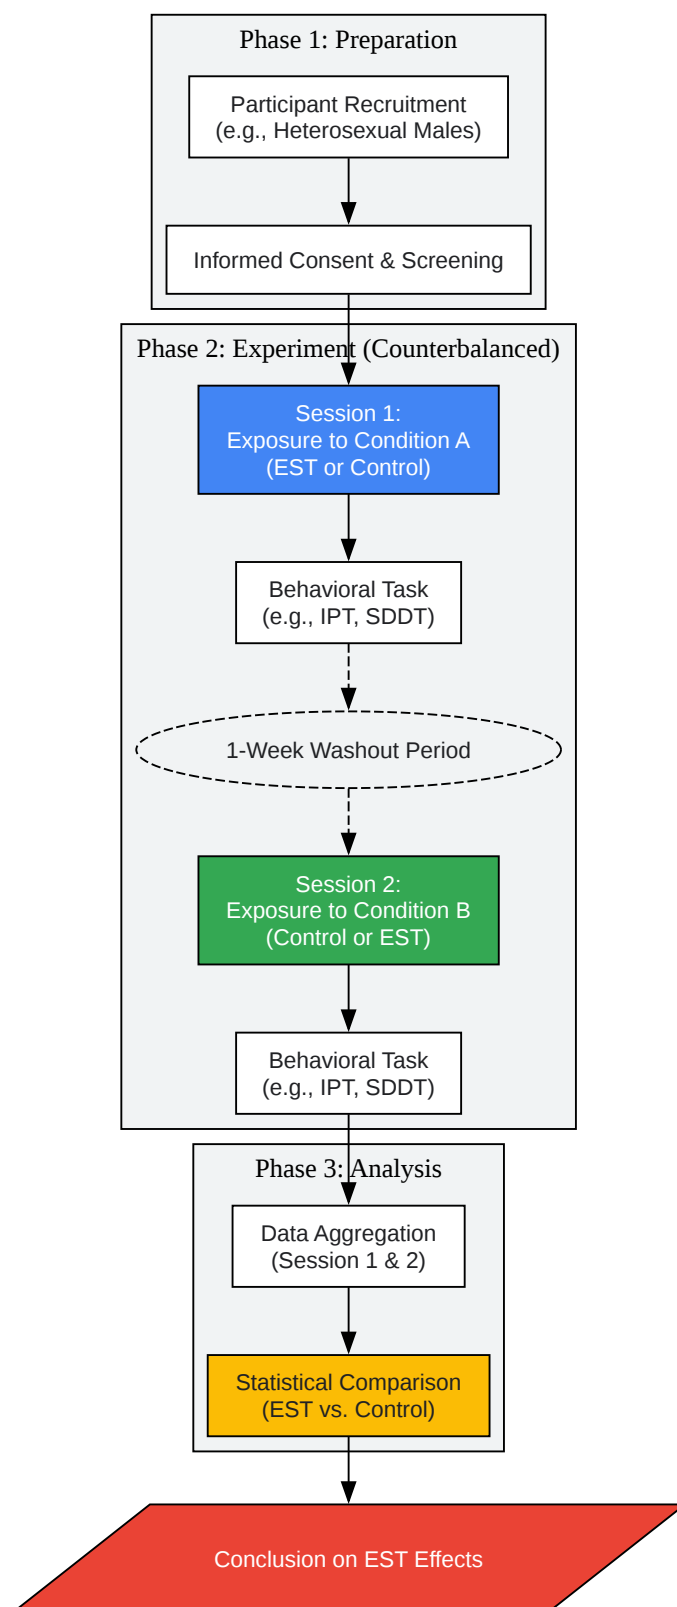 Phase 1: Preparation
Participant Recruitment
(e.g., Heterosexual Males)
Informed Consent & Screening
Phase 2: Experiment (Counterbalanced)
Session 1:
Exposure to Condition A
(EST or Control)
Behavioral Task
(e.g., IPT, SDDT)
1-Week Washout Period
Session 2:
Exposure to Condition B
(Control or EST)
Behavioral Task
(e.g., IPT, SDDT)
Phase 3: Analysis
Data Aggregation
(Session 1 & 2)
Statistical Comparison
(EST vs. Control)
Conclusion on EST Effects